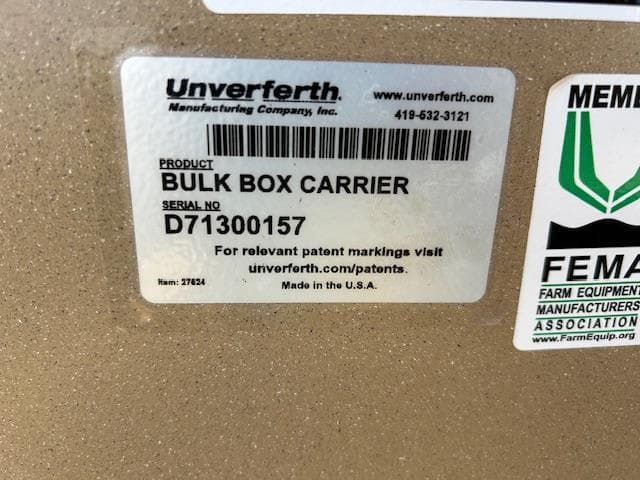 Unverferth
Manufacturing Company, Inc.
www.unverferth.com
419-532-3121
PRODUCT
BULK BOX CARRIER
SERIAL NO
D71300157
For relevant patent markings visit
unverferth.com/patents.
Item: 27624
Made in the U.S.A.
MEM
FEMA
FARM EQUIPMENT
MANUFACTURERS
ASSOCIATION
www.FarmEquip.org